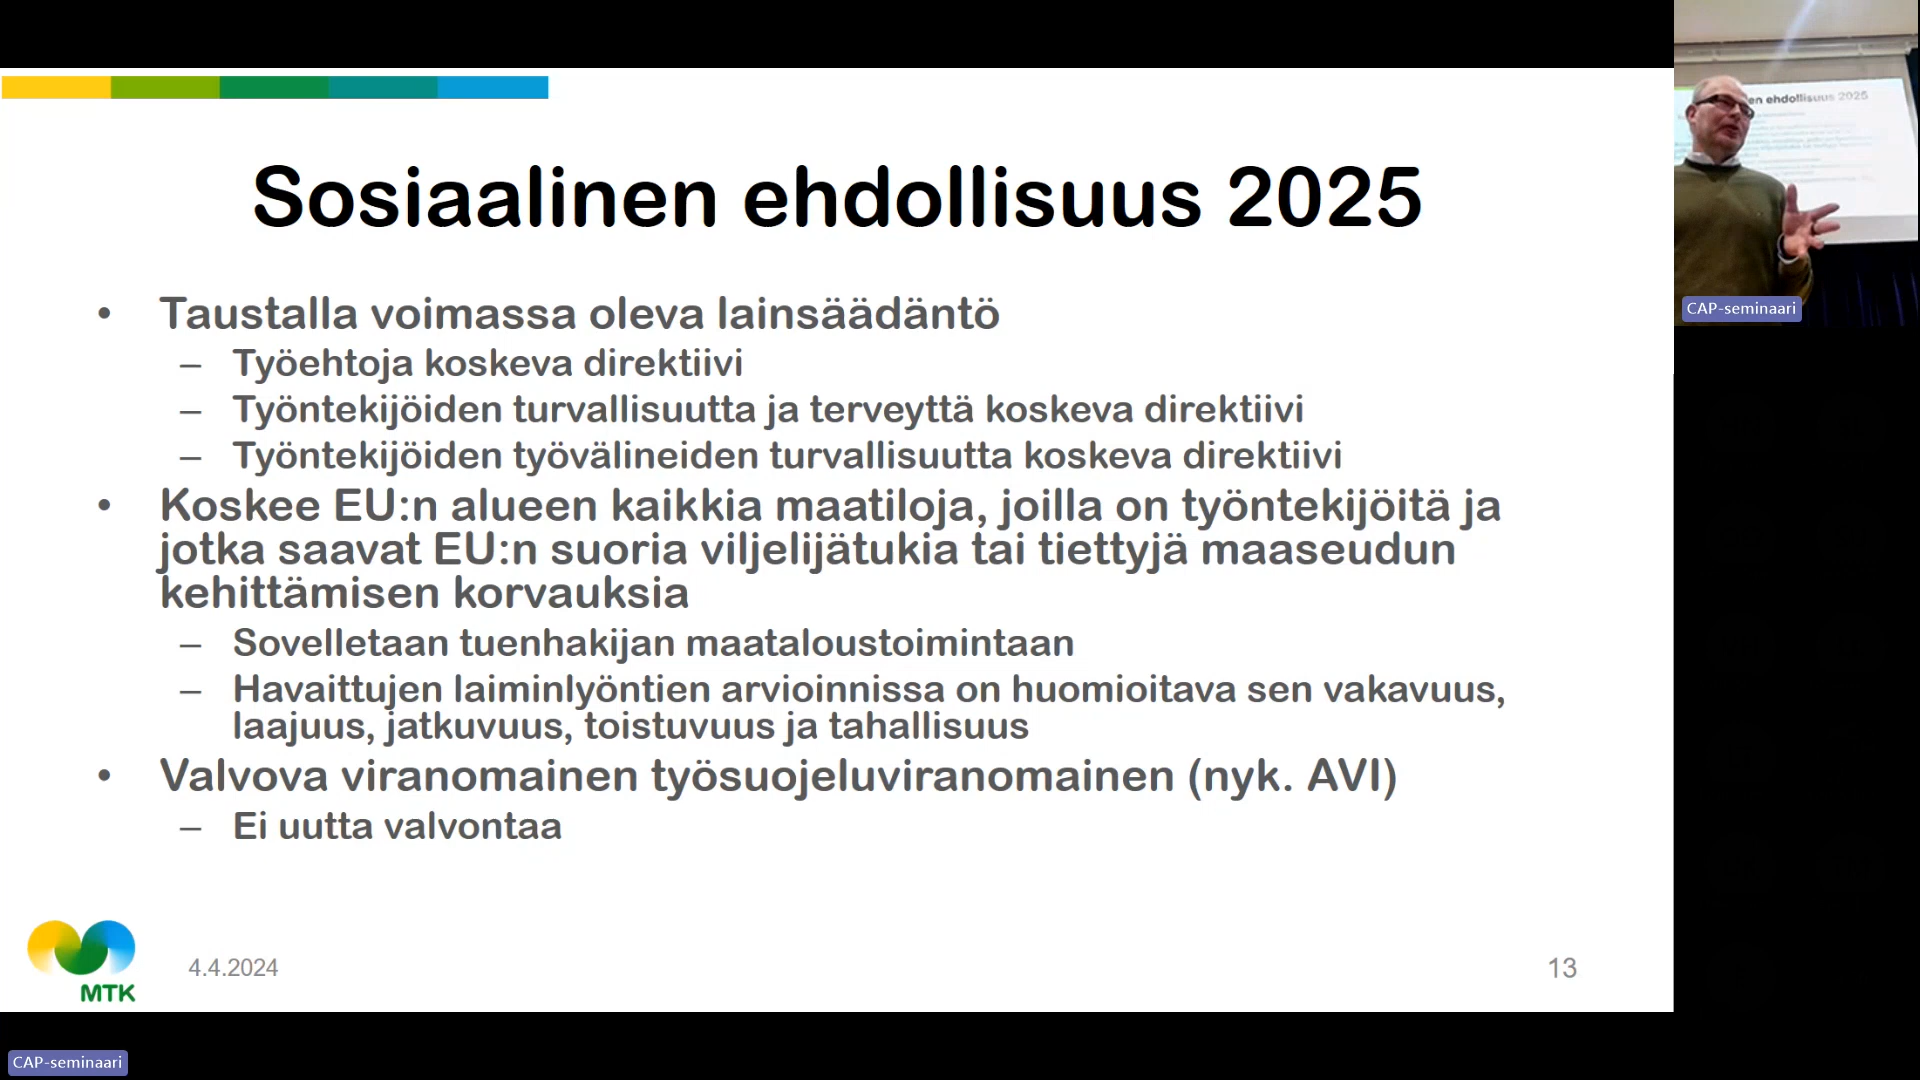 Sosiaalinen ehdollisuus 2025
• Taustalla voimassa oleva lainsäädäntö
– Työehtoja koskeva direktiivi
– Työntekijöiden turvallisuutta ja terveyttä koskeva direktiivi
– Työntekijöiden työvälineiden turvallisuutta koskeva direktiivi
• Koskee EU:n alueen kaikkia maatiloja, joilla on työntekijöitä ja
jotka saavat EU:n suoria viljelijätukia tai tiettyjä maaseudun
kehittämisen korvauksia
– Sovelletaan tuenhakijan maataloustoimintaan
– Havaittujen laiminlyöntien arvioinnissa on huomioitava sen vakavuus,
laajuus, jatkuvuus, toistuvuus ja tahallisuus
• Valvova viranomainen työsuojeluviranomainen (nyk. AVI)
– Ei uutta valvontaa
MTK
4.4.2024
13
en ehdollisuus 2025
CAP-seminaari
CAP-seminaari